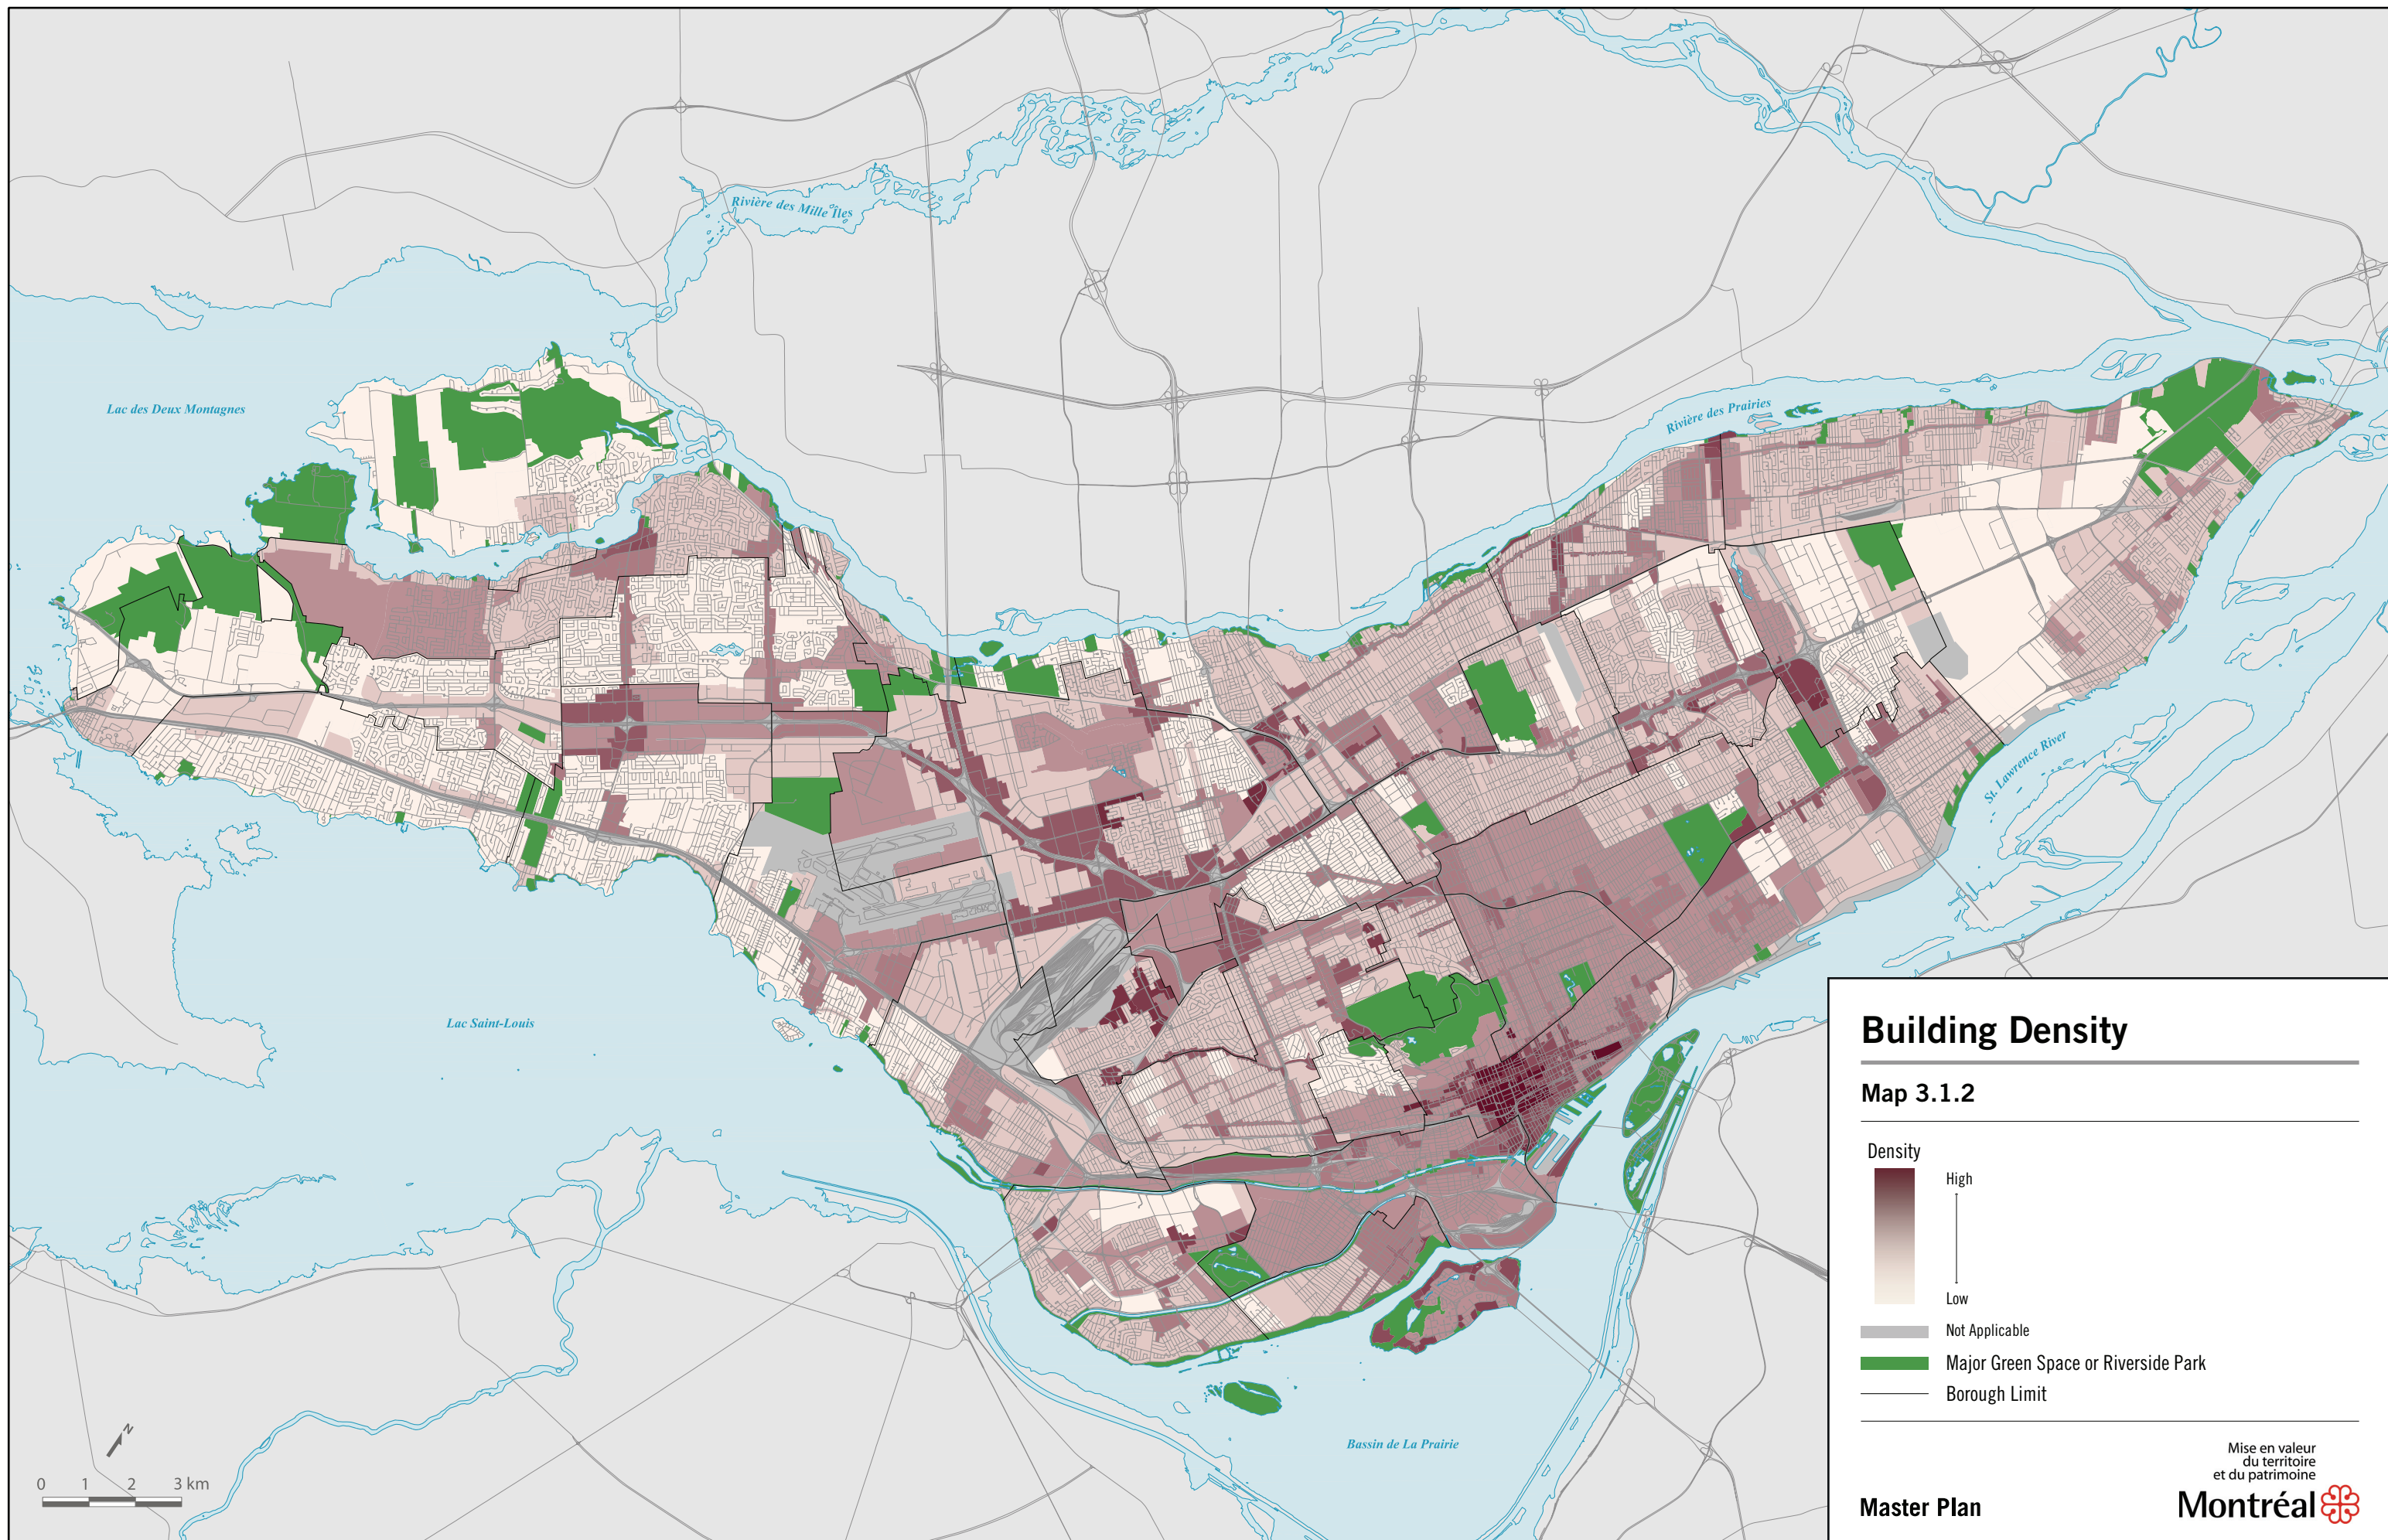 Rivière des Mille Îles
Lac des Deux Montagnes
Rivière des Prairies
St. Lawrence River
Lac Saint-Louis
Bassin de La Prairie
N
0 1 2 3 km
Building Density
Map 3.1.2
Density
High
Low
Not Applicable
Major Green Space or Riverside Park
Borough Limit
Mise en valeur
du territoire
et du patrimoine
Master Plan
Montréal